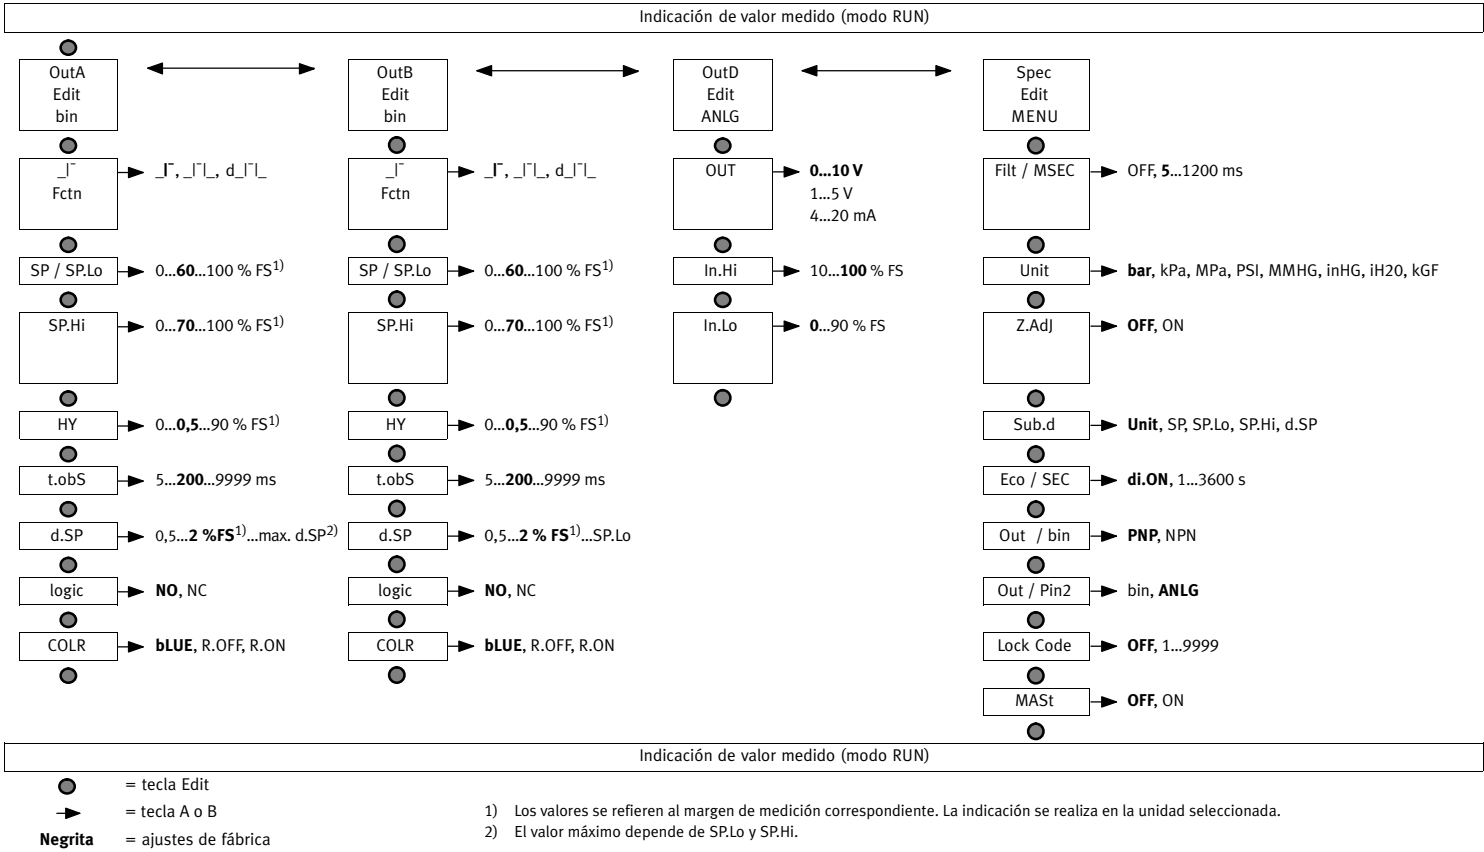 Indicación de valor medido (modo RUN)
OutA
Edit
bin
OutB
Edit
bin
OutD
Edit
ANLG
Spec
Edit
MENU
_|¯
Fctn
_|¯, _|¯|_, d_|¯|_
_|¯
Fctn
_|¯, _|¯|_, d_|¯|_
OUT
0...10 V
1...5 V
4...20 mA
Filt / MSEC
OFF, 5...1200 ms
SP / SP.Lo
0...60...100 % FS1)
SP / SP.Lo
0...60...100 % FS1)
In.Hi
10...100 % FS
Unit
bar, kPa, MPa, PSI, MMHG, inHG, iH20, kGF
SP.Hi
0...70...100 % FS1)
SP.Hi
0...70...100 % FS1)
In.Lo
0...90 % FS
Z.AdJ
OFF, ON
HY
0...0,5...90 % FS1)
HY
0...0,5...90 % FS1)
Sub.d
Unit, SP, SP.Lo, SP.Hi, d.SP
t.obS
5...200...9999 ms
t.obS
5...200...9999 ms
Eco / SEC
di.ON, 1...3600 s
d.SP
0,5...2 %FS1)...max. d.SP2)
d.SP
0,5...2 % FS1)...SP.Lo
Out / bin
PNP, NPN
logic
NO, NC
logic
NO, NC
Out / Pin2
bin, ANLG
COLR
bLUE, R.OFF, R.ON
COLR
bLUE, R.OFF, R.ON
Lock Code
OFF, 1...9999
MASt
OFF, ON
Indicación de valor medido (modo RUN)
= tecla Edit
= tecla A o B
Negrita = ajustes de fábrica
1) Los valores se refieren al margen de medición correspondiente. La indicación se realiza en la unidad seleccionada.
2) El valor máximo depende de SP.Lo y SP.Hi.